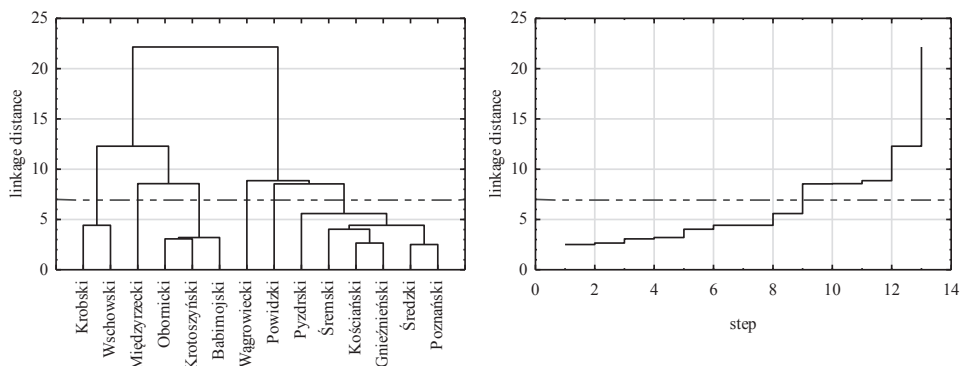 25
20
15
10
5
0
linkage distance
Krobski
Wschowski
Międzyrzecki
Obornicki
Krotoszyński
Babimojski
Wągrowiecki
Powidzki
Pyzdrski
Śremski
Kościański
Gnieźnieński
Średzki
Poznański
25
20
15
10
5
0
linkage distance
0 2 4 6 8 10 12 14
step